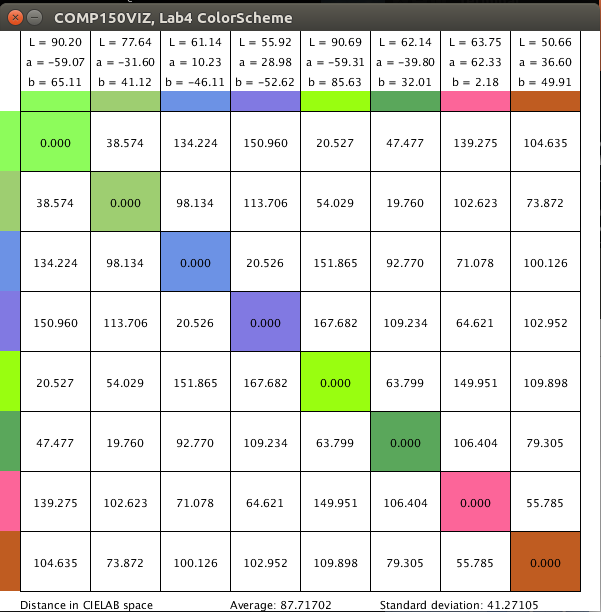 COMP150VIZ, Lab4 ColorScheme
L = 90.20 L = 77.64 L = 61.14 L = 55.92 L = 90.69 L = 62.14 L = 63.75 L = 50.66
a = −59.07 a = −31.60 a = 10.23 a = 28.98 a = −59.31 a = −39.80 a = 62.33 a = 36.60
b = 65.11 b = 41.12 b = −46.11 b = −52.62 b = 85.63 b = 32.01 b = 2.18 b = 49.91
0.000 38.574 134.224 150.960 20.527 47.477 139.275 104.635
38.574 0.000 98.134 113.706 54.029 19.760 102.623 73.872
134.224 98.134 0.000 20.526 151.865 92.770 71.078 100.126
150.960 113.706 20.526 0.000 167.682 109.234 64.621 102.952
20.527 54.029 151.865 167.682 0.000 63.799 149.951 109.898
47.477 19.760 92.770 109.234 63.799 0.000 106.404 79.305
139.275 102.623 71.078 64.621 149.951 106.404 0.000 55.785
104.635 73.872 100.126 102.952 109.898 79.305 55.785 0.000
Distance in CIELAB space Average: 87.71702 Standard deviation: 41.27105